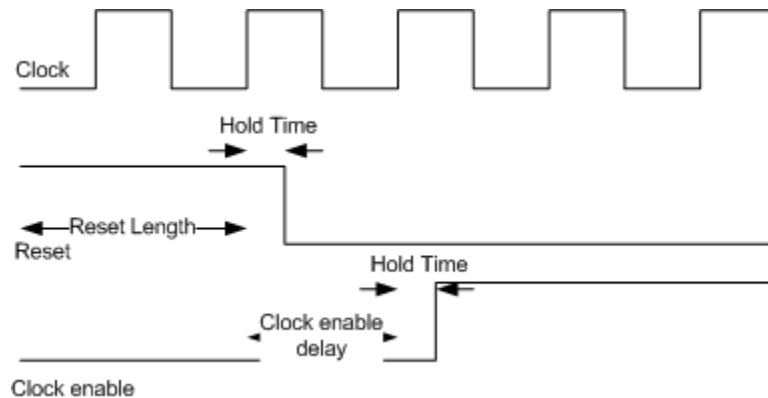 Clock
Hold Time
Reset Length
Reset
Hold Time
Clock enable
delay
Clock enable